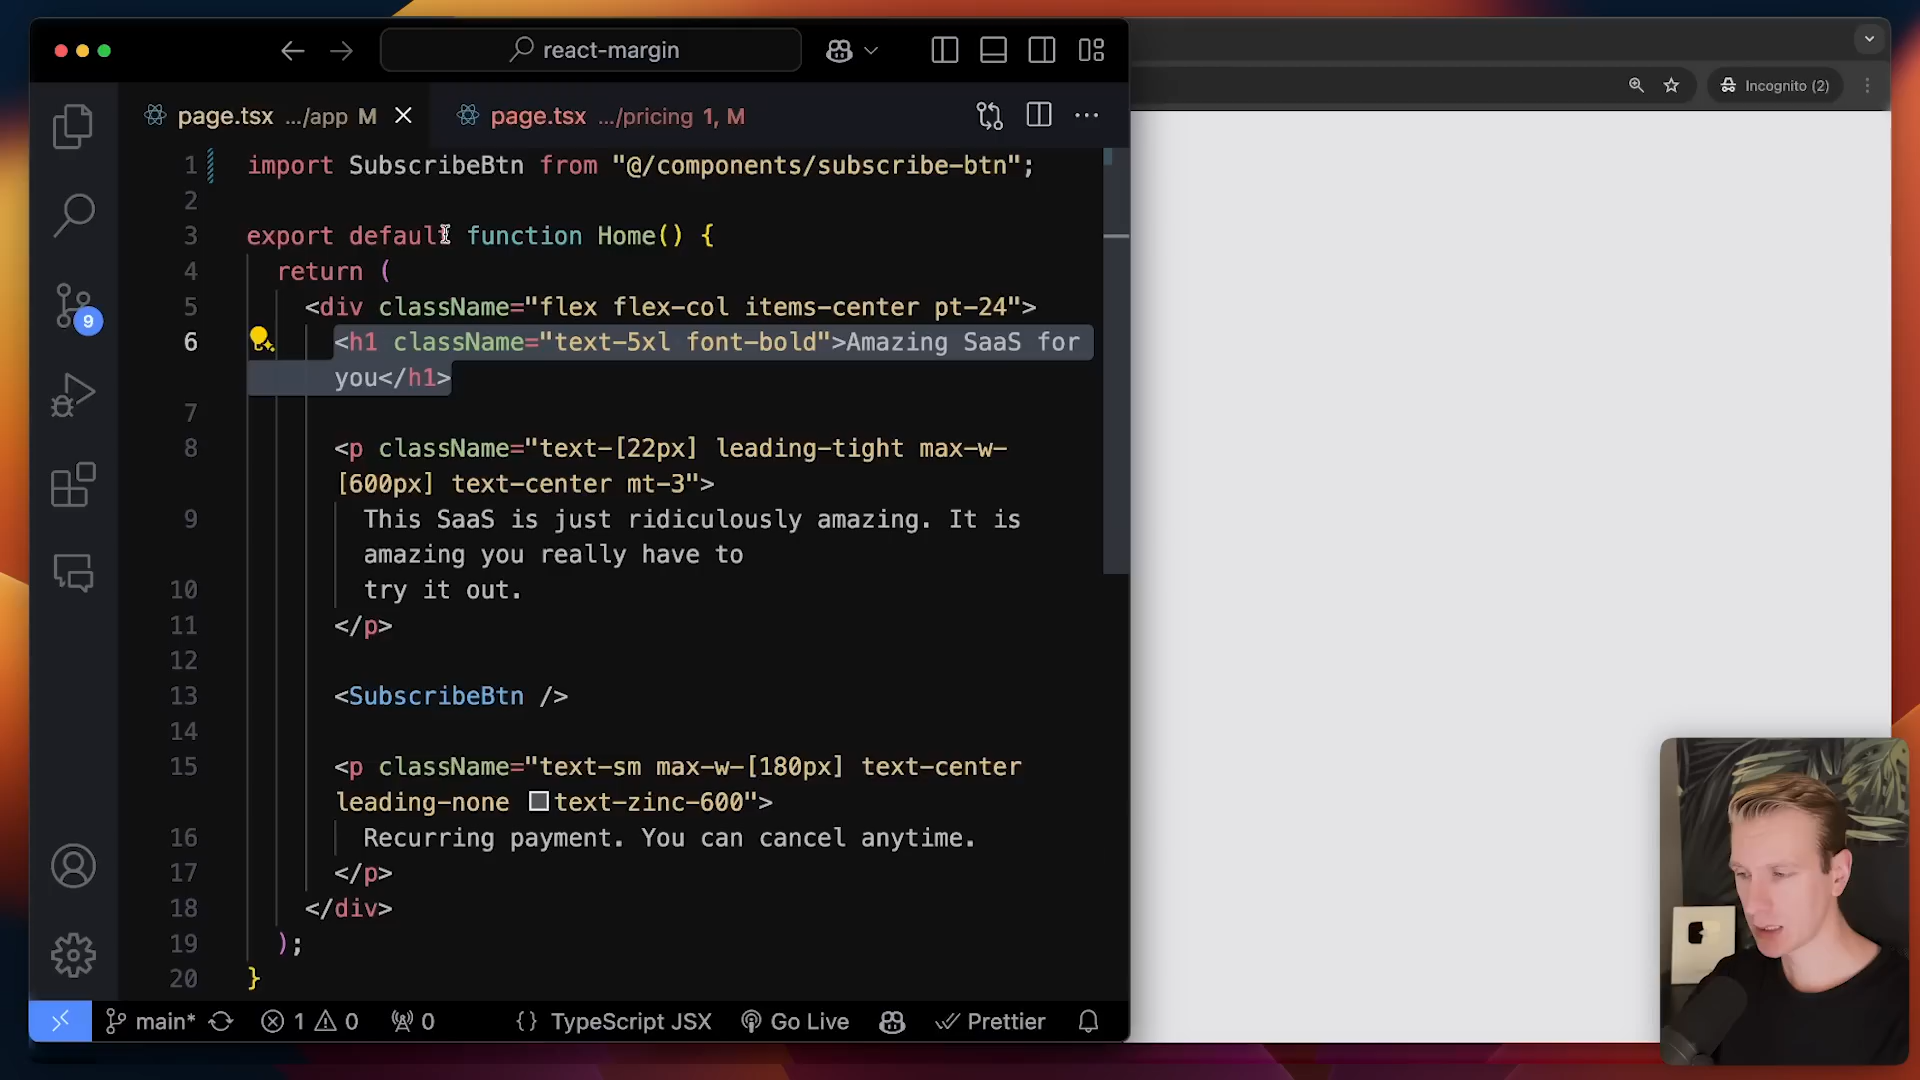 react-margin
Incognito (2)
page.tsx .../app M
page.tsx .../pricing 1, M
1 import SubscribeBtn from "@/components/subscribe-btn";
2
3 export default function Home() {
4 return (
5 <div className="flex flex-col items-center pt-24">
6 <h1 className="text-5xl font-bold">Amazing SaaS for
you</h1>
7
8 <p className="text-[22px] leading-tight max-w-
[600px] text-center mt-3">
9 This SaaS is just ridiculously amazing. It is
amazing you really have to
10 try it out.
11 </p>
12
13 <SubscribeBtn />
14
15 <p className="text-sm max-w-[180px] text-center
leading-none text-zinc-600">
16 Recurring payment. You can cancel anytime.
17 </p>
18 </div>
19 );
20 }
9
main* 1 0 0 {} TypeScript JSX Go Live Prettier